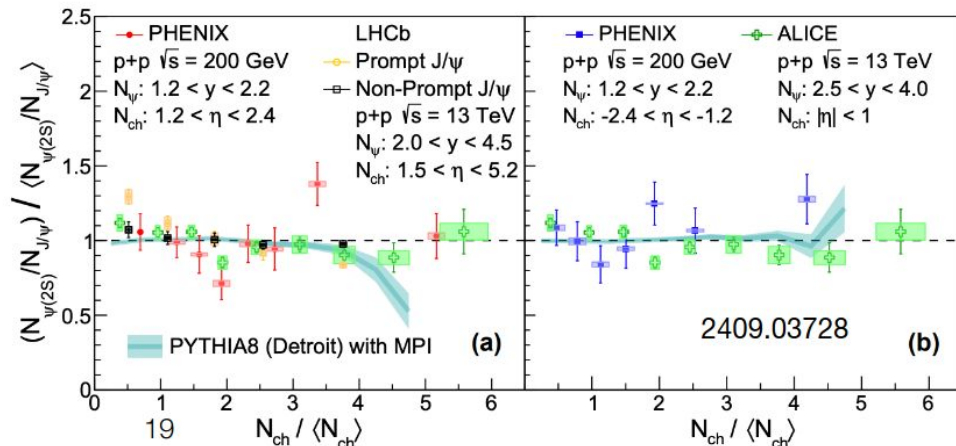 (N_ψ(2S)/N_J/ψ) / ⟨N_ψ(2S)/N_J/ψ⟩
2.5
2
1.5
1
0.5
0
PHENIX
p+p √s = 200 GeV
N_ψ: 1.2 < y < 2.2
N_ch: 1.2 < η < 2.4
LHCb
Prompt J/ψ
Non-Prompt J/ψ
p+p √s = 13 TeV
N_ψ: 2.0 < y < 4.5
N_ch: 1.5 < η < 5.2
PYTHIA8 (Detroit) with MPI
(a)
0 1 2 3 4 5 6
19
N_ch / ⟨N_ch⟩
PHENIX
p+p √s = 200 GeV
N_ψ: 1.2 < y < 2.2
N_ch: -2.4 < η < -1.2
ALICE
p+p √s = 13 TeV
N_ψ: 2.5 < y < 4.0
N_ch: |η| < 1
2409.03728
(b)
1 2 3 4 5 6
N_ch / ⟨N_ch⟩